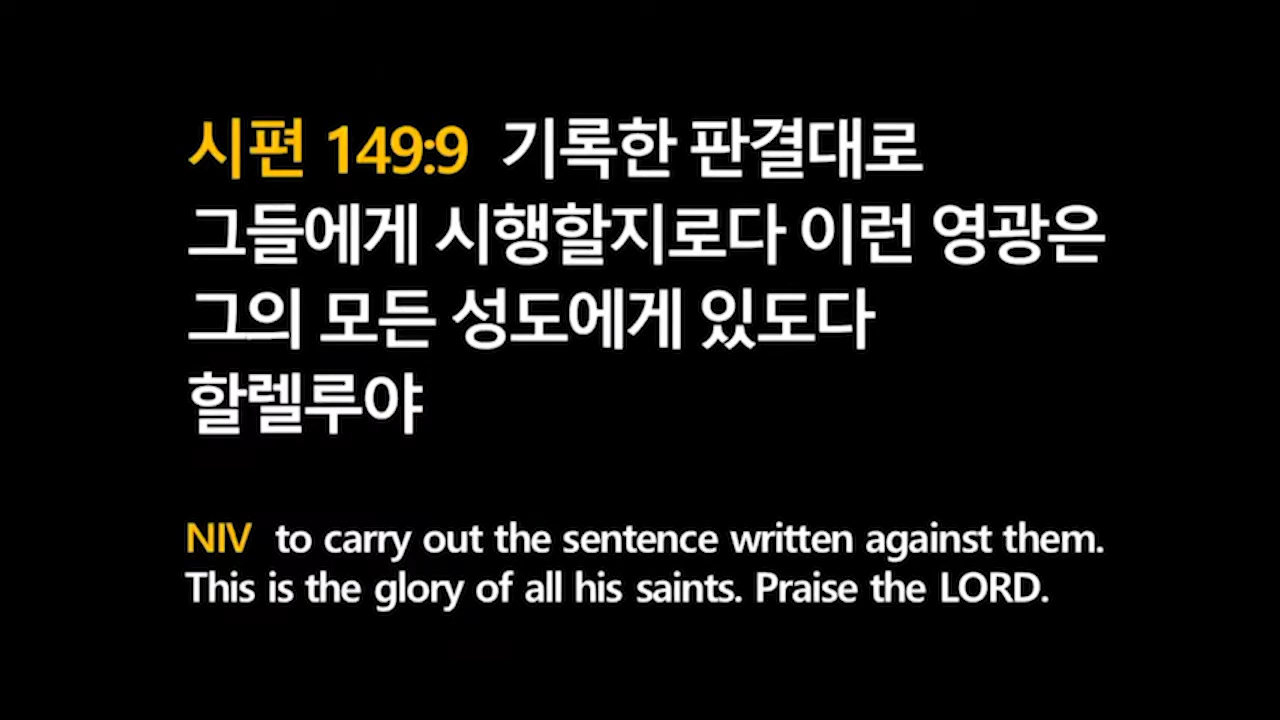 시편 149:9 기록한 판결대로
그들에게 시행할지로다 이런 영광은
그의 모든 성도에게 있도다
할렐루야
NIV to carry out the sentence written against them.
This is the glory of all his saints. Praise the LORD.